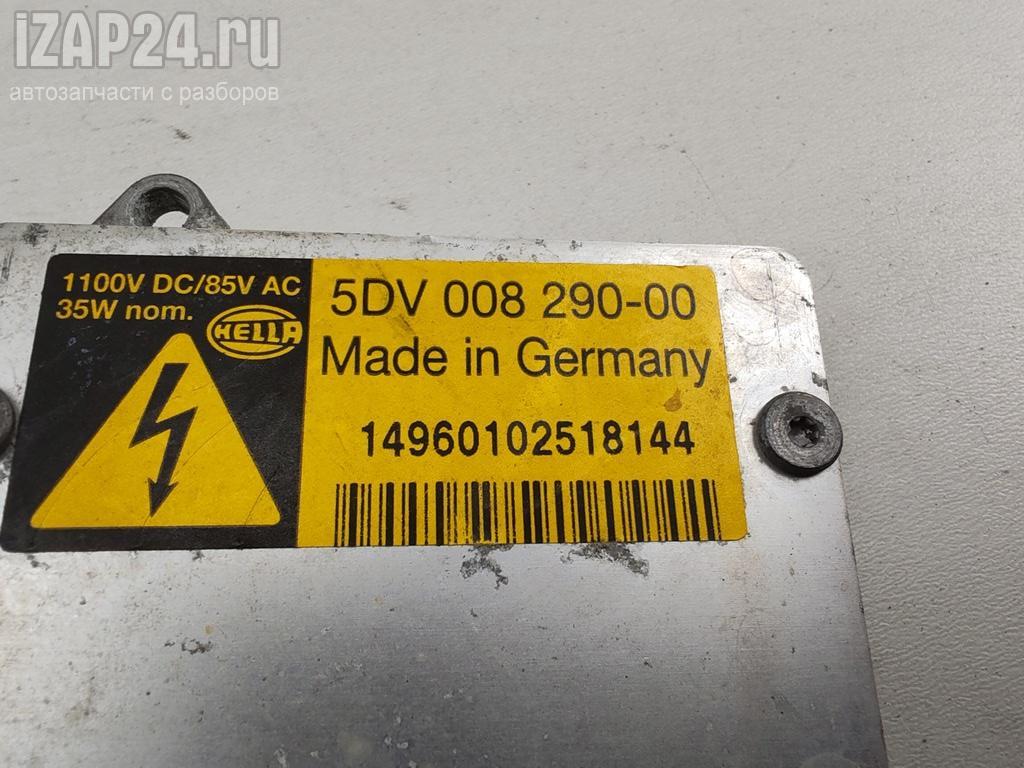 iZAP24.ru
автозапчасти с разборов
1100V DC/85V AC
35W nom.
HELLA
5DV 008 290-00
Made in Germany
14960102518144